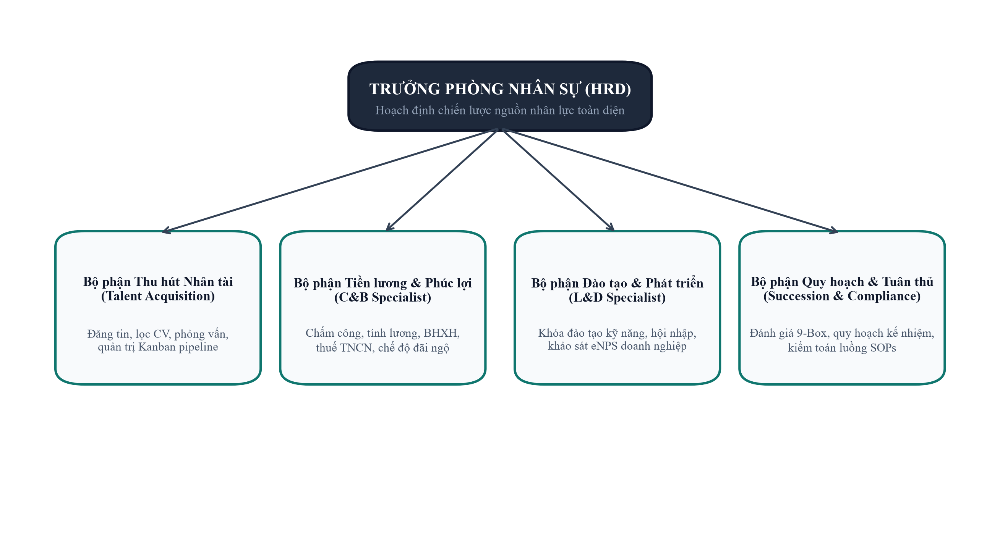 TRƯỞNG PHÒNG NHÂN SỰ (HRD)
Hoạch định chiến lược nguồn nhân lực toàn diện
Bộ phận Thu hút Nhân tài
(Talent Acquisition)
Đăng tin, lọc CV, phỏng vấn,
quản trị Kanban pipeline
Bộ phận Tiền lương & Phúc lợi
(C&B Specialist)
Chấm công, tính lương, BHXH,
thuế TNCN, chế độ đãi ngộ
Bộ phận Đào tạo & Phát triển
(L&D Specialist)
Khóa đào tạo kỹ năng, hội nhập,
khảo sát eNPS doanh nghiệp
Bộ phận Quy hoạch & Tuân thủ
(Succession & Compliance)
Đánh giá 9-Box, quy hoạch kế nhiệm,
kiểm toán luồng SOPs